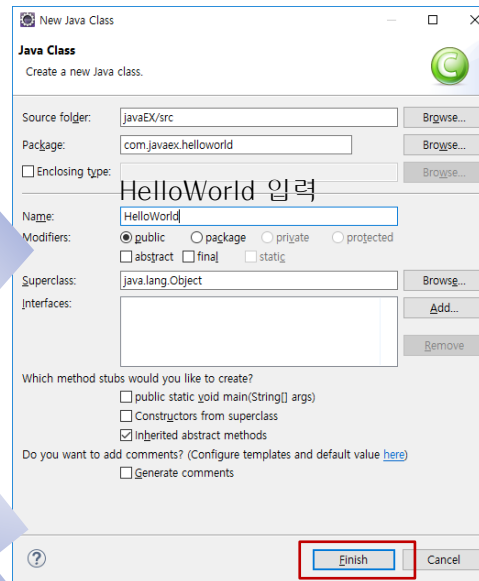 New Java Class
Java Class
Create a new Java class.
Source folder: javaEX/src Browse...
Package: com.javaex.helloworld Browse...
Enclosing type: Browse...
HelloWorld 입력
Name: HelloWorld
Modifiers: public package private protected
abstract final static
Superclass: java.lang.Object Browse...
Interfaces: Add...
Remove
Which method stubs would you like to create?
public static void main(String[] args)
Constructors from superclass
Inherited abstract methods
Do you want to add comments? (Configure templates and default value here)
Generate comments
? Finish Cancel